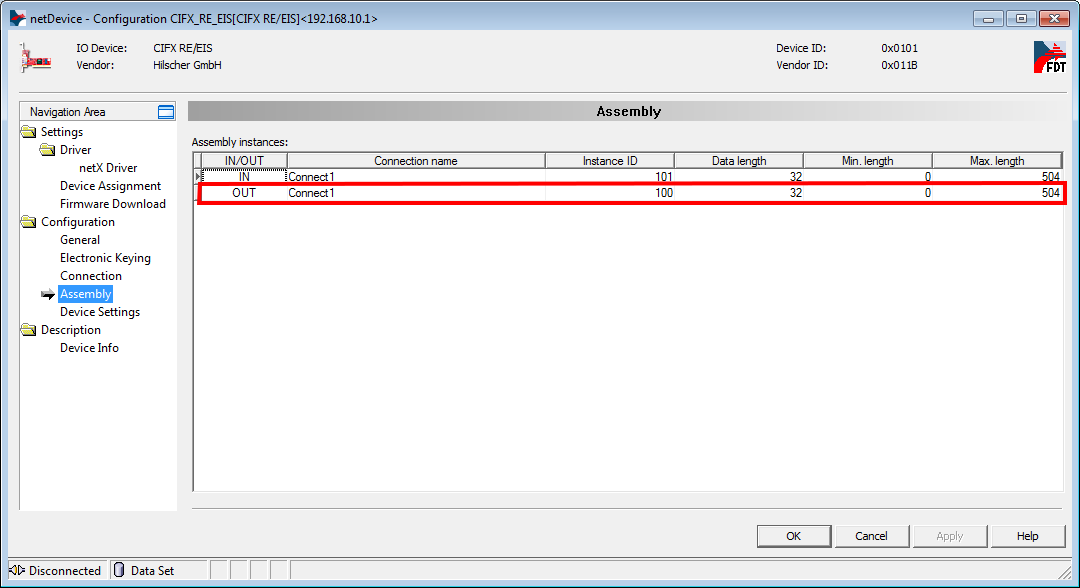 netDevice - Configuration CIFX_RE_EIS[CIFX RE/EIS]<192.168.10.1>
IO Device: CIFX RE/EIS Device ID: 0x0101
Vendor: Hilscher GmbH Vendor ID: 0x011B
FDT
Navigation Area
Settings
Driver
netX Driver
Device Assignment
Firmware Download
Configuration
General
Electronic Keying
Connection
Assembly
Device Settings
Description
Device Info
Assembly
Assembly instances:
IN/OUT Connection name Instance ID Data length Min. length Max. length
IN Connect1 101 32 0 504
OUT Connect1 100 32 0 504
OK Cancel Apply Help
Disconnected Data Set